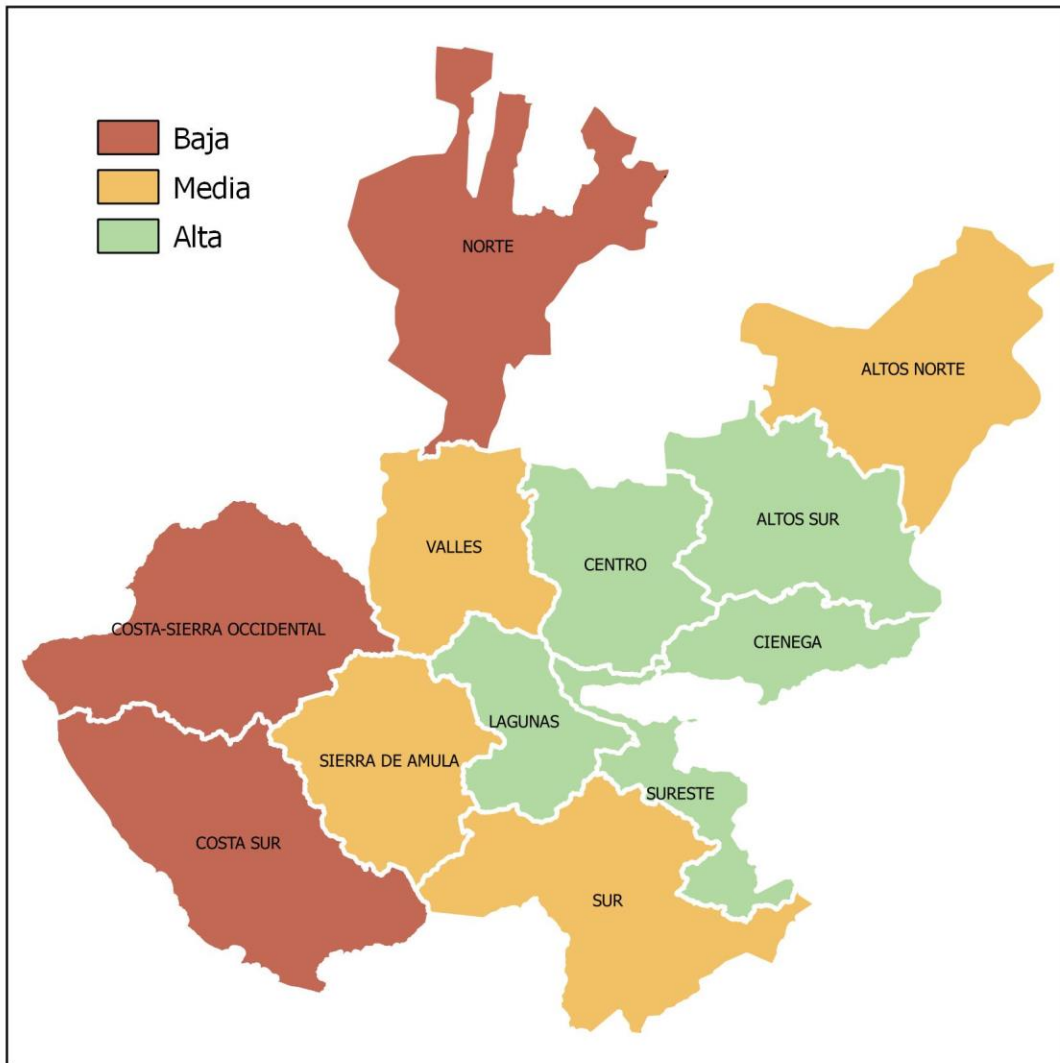 Baja
Media
Alta
NORTE
ALTOS NORTE
ALTOS SUR
VALLES
CENTRO
COSTA-SIERRA OCCIDENTAL
CIENEGA
LAGUNAS
SIERRA DE AMULA
SURESTE
COSTA SUR
SUR